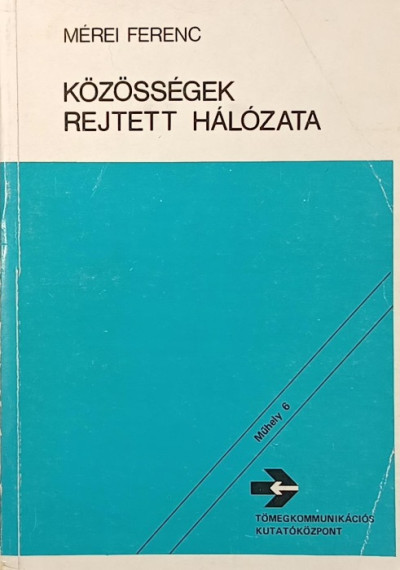 MÉREI FERENC
KÖZÖSSÉGEK
REJTETT HÁLÓZATA
Műhely 6
TÖMEGKOMMUNIKÁCIÓS
KUTATÓKÖZPONT